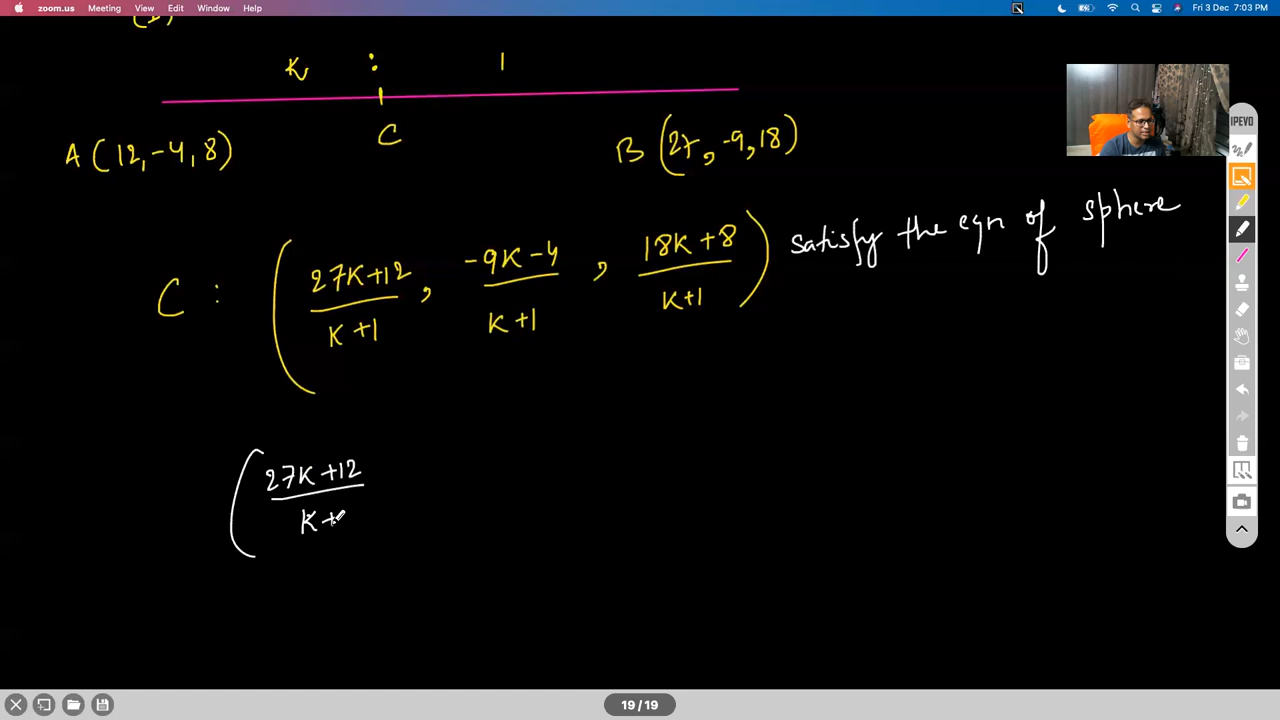 zoom.us Meeting View Edit Window Help Fri 3 Dec 7:03 PM
(1)
K : 1
C
A (12, -4, 8) B (27, -9, 18)
C : (27K+12/K+1, -9K-4/K+1, 18K+8/K+1) satisfy the eqn of sphere
(27K+12/K+
IPEVO
19 / 19